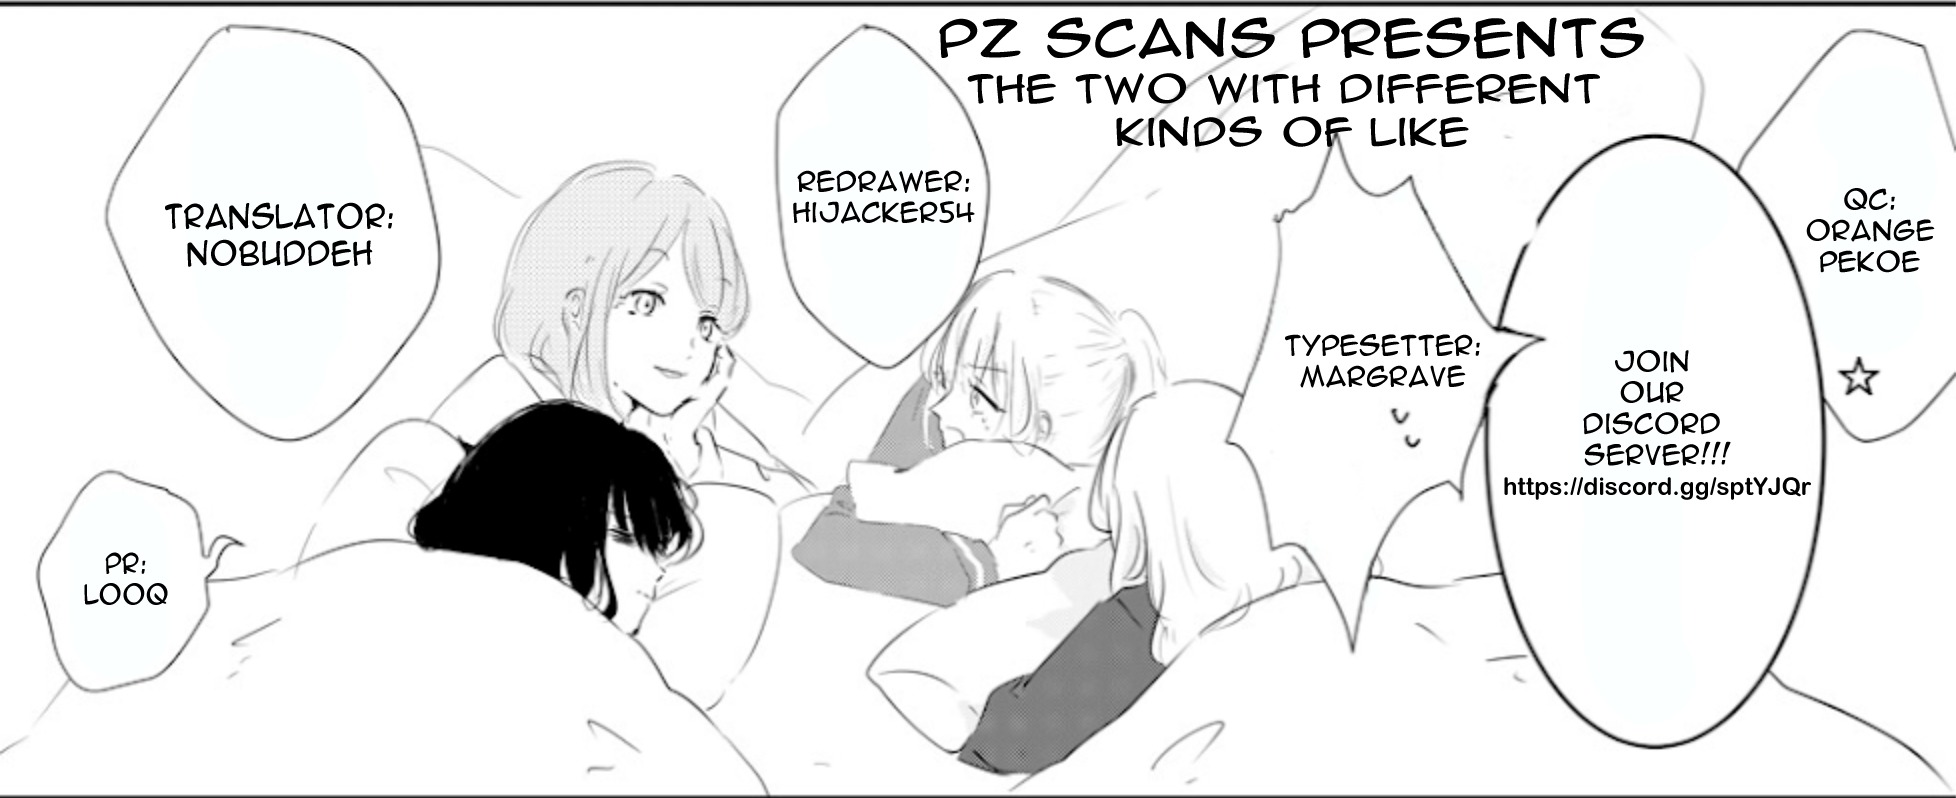 PZ SCANS PRESENTS
THE TWO WITH DIFFERENT
KINDS OF LIKE
TRANSLATOR:
NOBUDDEH
REDRAWER:
HIJACKER54
QC:
ORANGE
PEKOE
TYPESETTER:
MARGRAVE
JOIN
OUR
DISCORD
SERVER!!!
https://discord.gg/sptYJQr
PR:
LOOQ